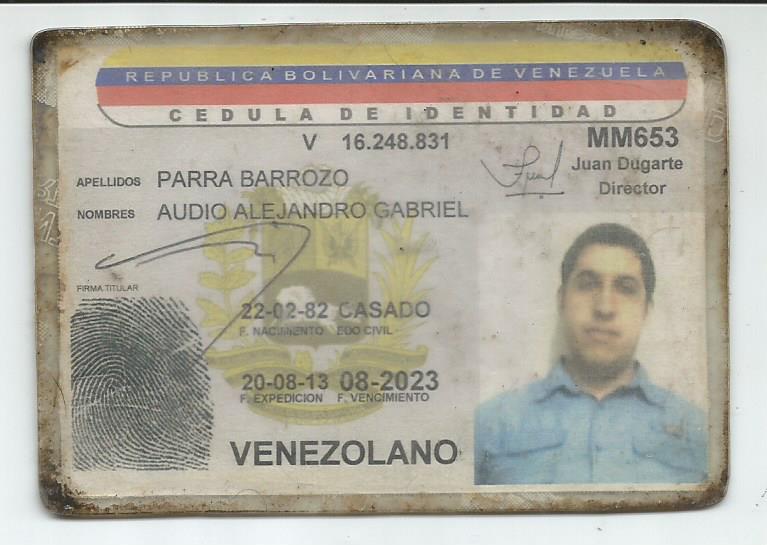 REPUBLICA BOLIVARIANA DE VENEZUELA
CEDULA DE IDENTIDAD
V 16.248.831
MM653
Juan Dugarte
Director
APELLIDOS PARRA BARROZO
NOMBRES AUDIO ALEJANDRO GABRIEL
FIRMA TITULAR
22-02-82 CASADO
F. NACIMIENTO EDO CIVIL
20-08-13 08-2023
F. EXPEDICION F. VENCIMIENTO
VENEZOLANO